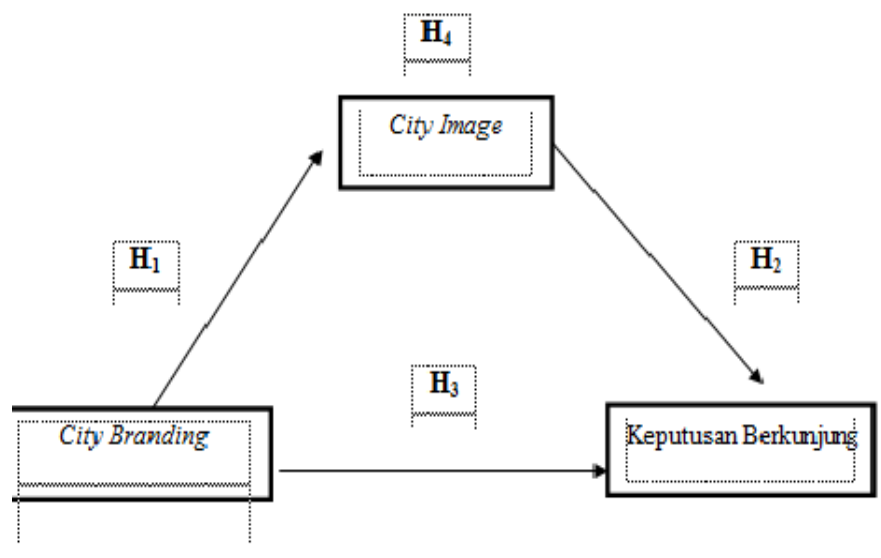 H₄
City Image
H₁
H₂
H₃
City Branding
Keputusan Berkunjung